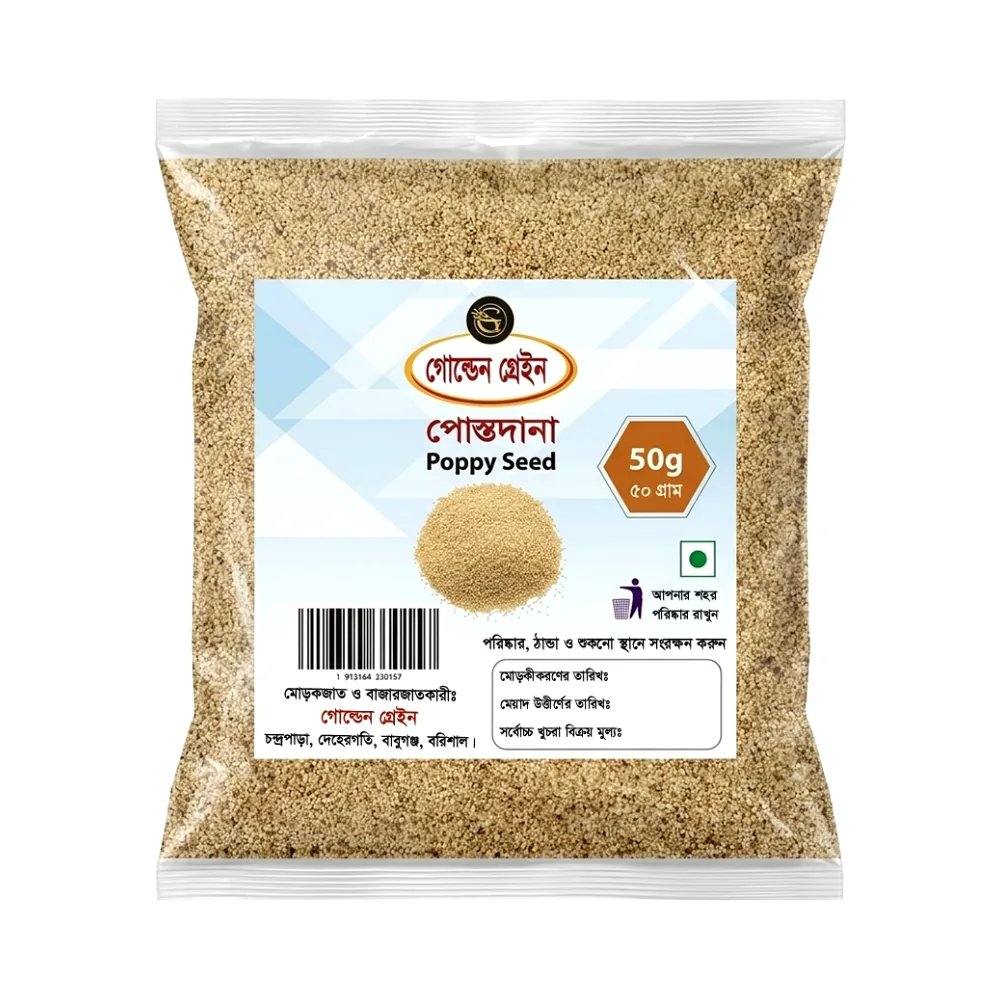 গোল্ডেন গ্রেইন
পোস্তদানা
Poppy Seed
50g
৫০ গ্রাম
আপনার শহর
পরিষ্কার রাখুন
পরিষ্কার, ঠান্ডা ও শুকনো স্থানে সংরক্ষন করুন
1 913164 330157
মোড়কজাত ও বাজারজাতকারীঃ
গোল্ডেন গ্রেইন
চন্দ্রপাড়া, দেহেরগতি, বাবুগঞ্জ, বরিশাল।
মোড়কীকরণের তারিখঃ
মেয়াদ উত্তীর্ণের তারিখঃ
সর্বোচ্চ খুচরা বিক্রয় মুল্যঃ